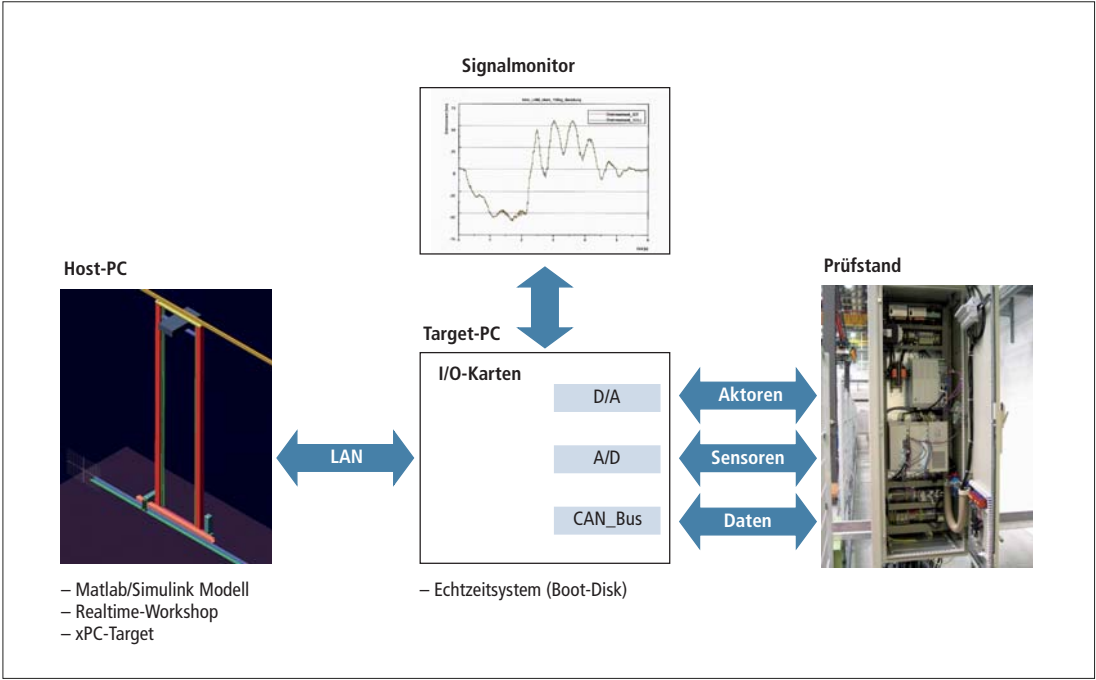 Signalmonitor
Host-PC
Prüfstand
Target-PC
I/O-Karten
D/A
Aktoren
LAN
A/D
Sensoren
CAN_Bus
Daten
– Matlab/Simulink Modell
– Realtime-Workshop
– xPC-Target
– Echtzeitsystem (Boot-Disk)